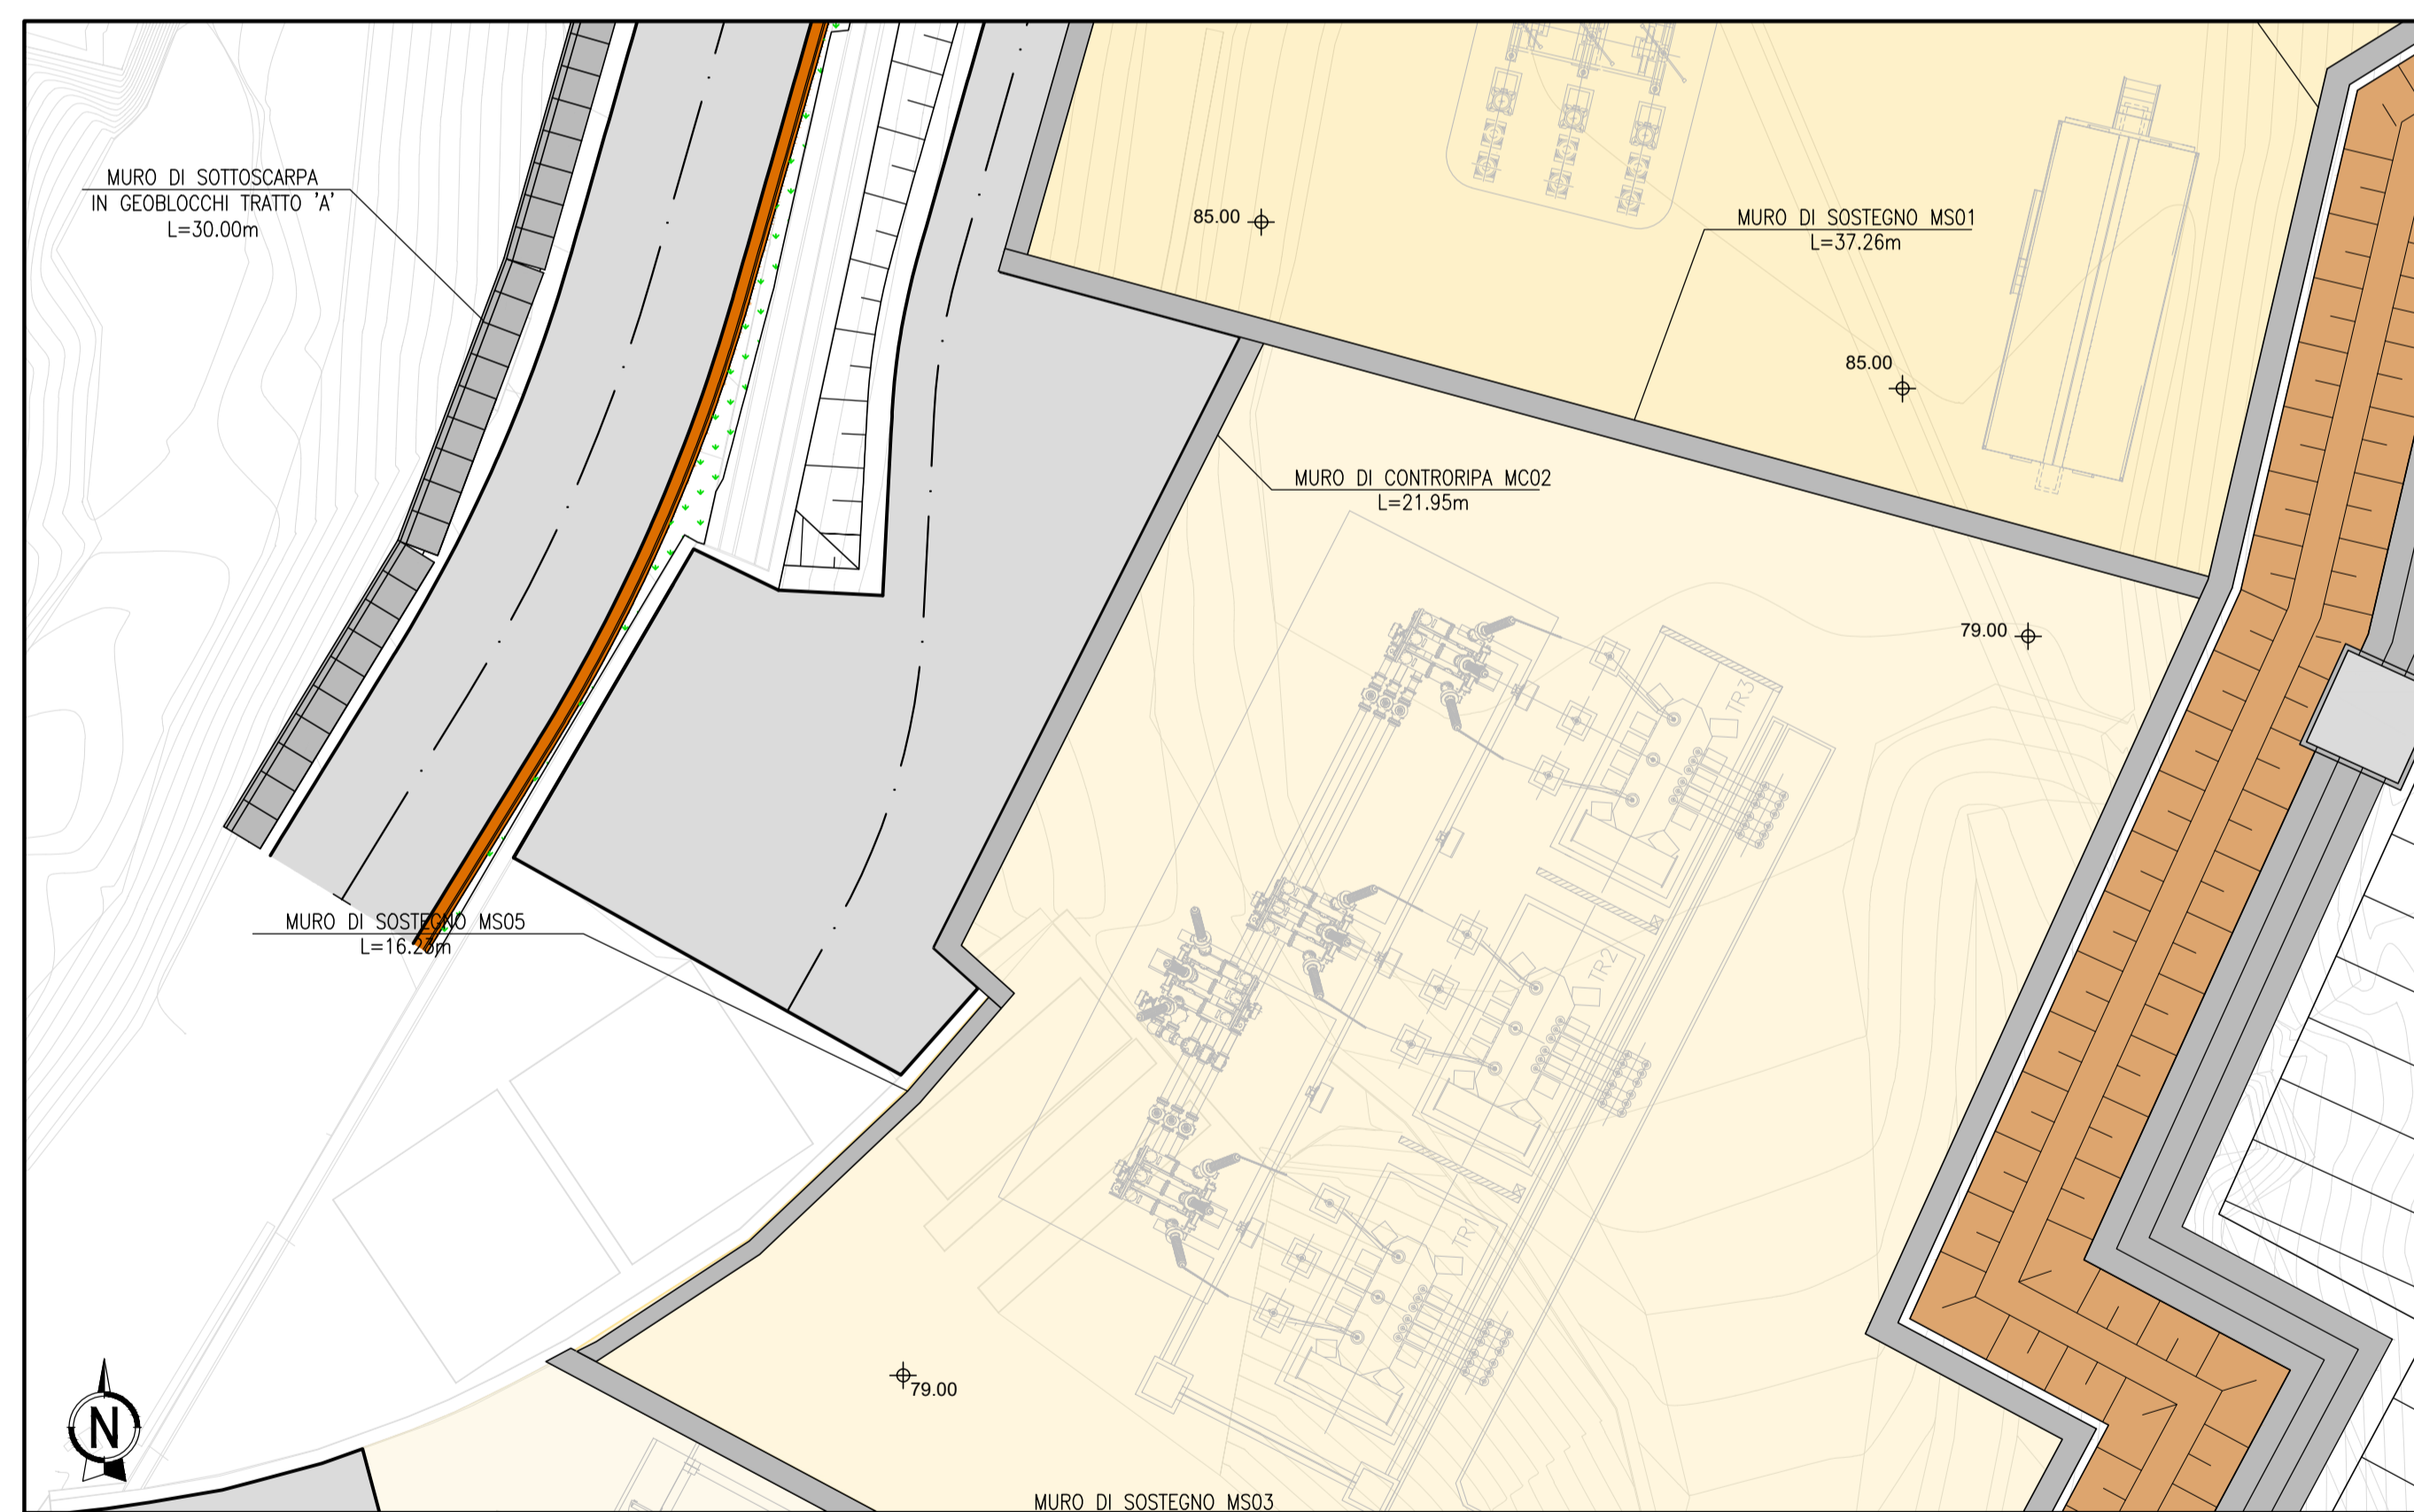 MURO DI SOTTOSCARPA
IN GEOBLOCCHI TRATTO 'A'
L=30.00m
85.00
MURO DI SOSTEGNO MS01
L=37.26m
85.00
MURO DI CONTRORIPA MC02
L=21.95m
79.00
TR3
MURO DI SOSTEGNO MS05
L=16.23m
TR2
TR1
79.00
N
MURO DI SOSTEGNO MS03